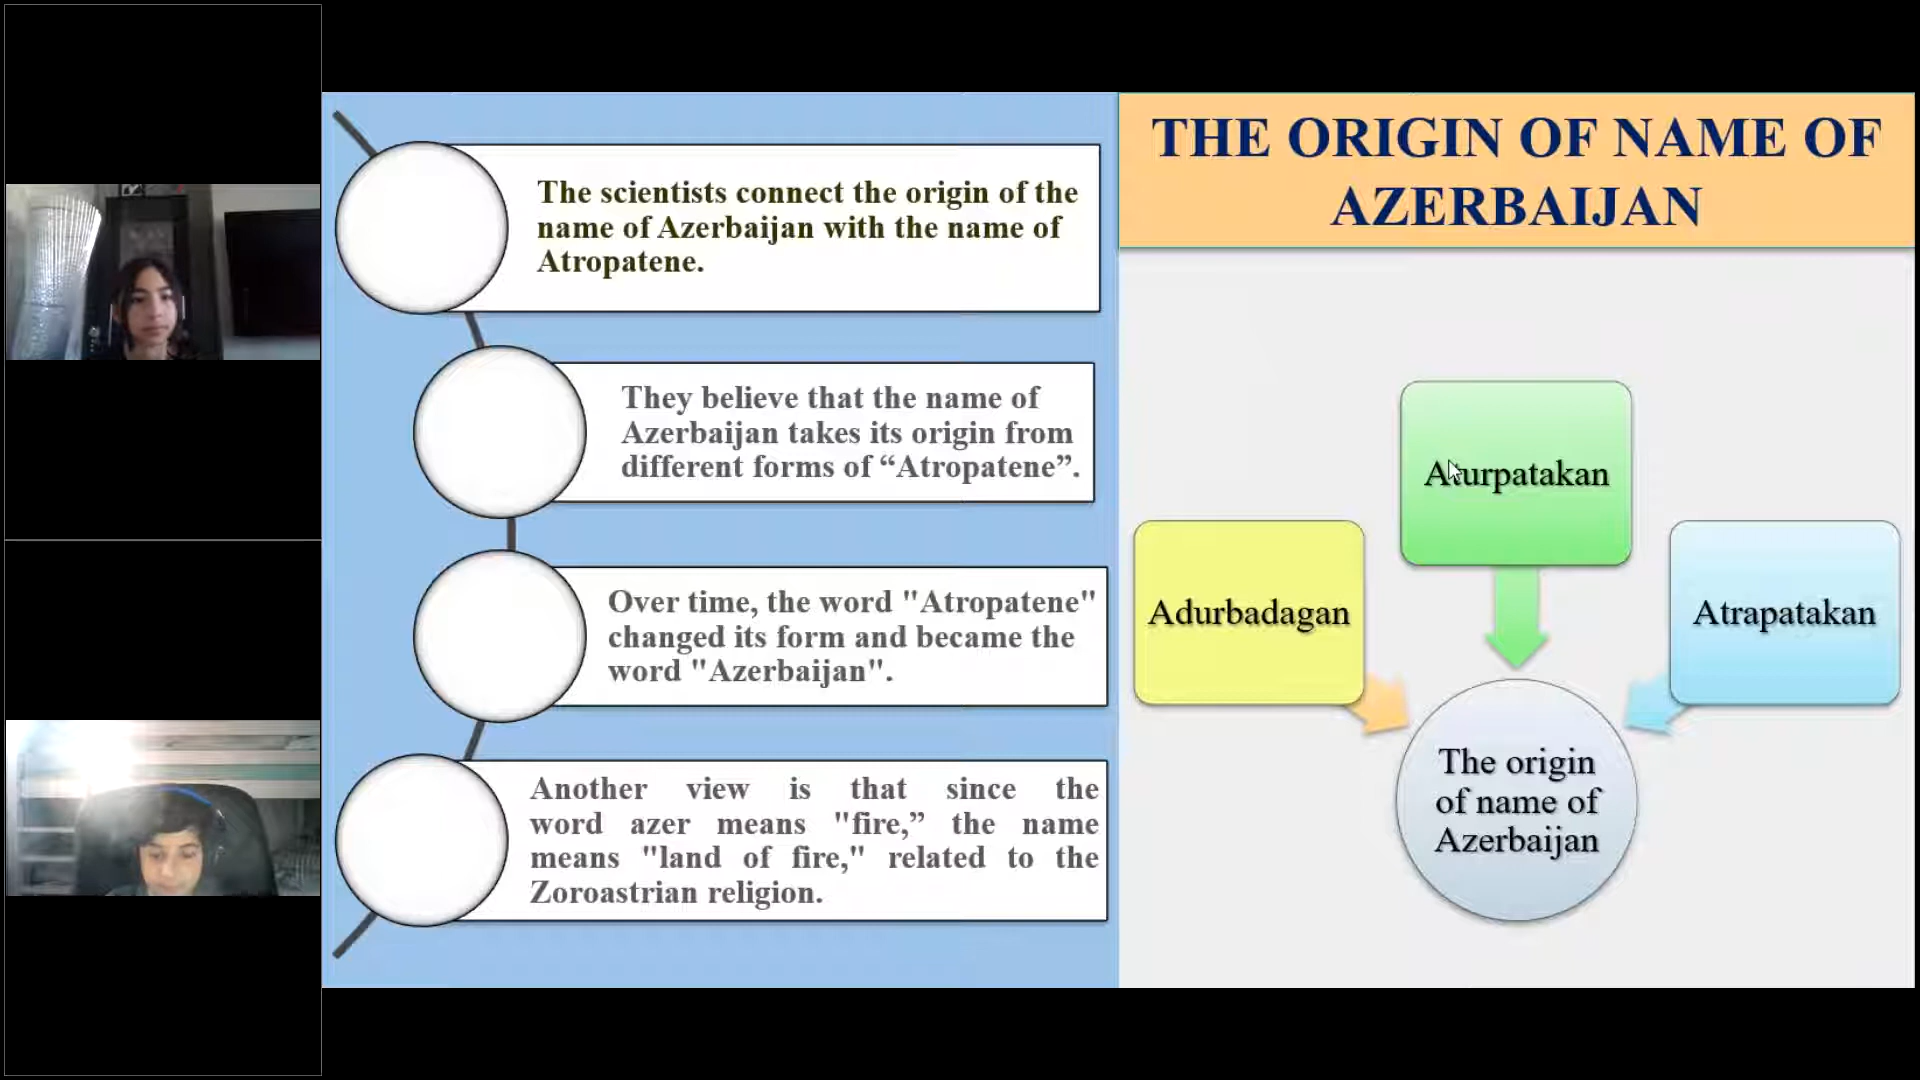 THE ORIGIN OF NAME OF
AZERBAIJAN
The scientists connect the origin of the
name of Azerbaijan with the name of
Atropatene.
They believe that the name of
Azerbaijan takes its origin from
different forms of “Atropatene”.
Over time, the word "Atropatene"
changed its form and became the
word "Azerbaijan".
Another view is that since the
word azer means "fire,” the name
means "land of fire," related to the
Zoroastrian religion.
Aturpatakan
Adurbadagan
Atrapatakan
The origin
of name of
Azerbaijan